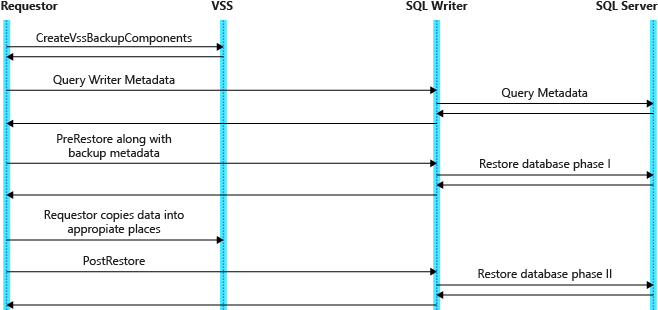 Requestor VSS SQL Writer SQL Server
CreateVssBackupComponents
Query Writer Metadata
Query Metadata
PreRestore along with
backup metadata
Restore database phase I
Requestor copies data into
appropiate places
PostRestore
Restore database phase II